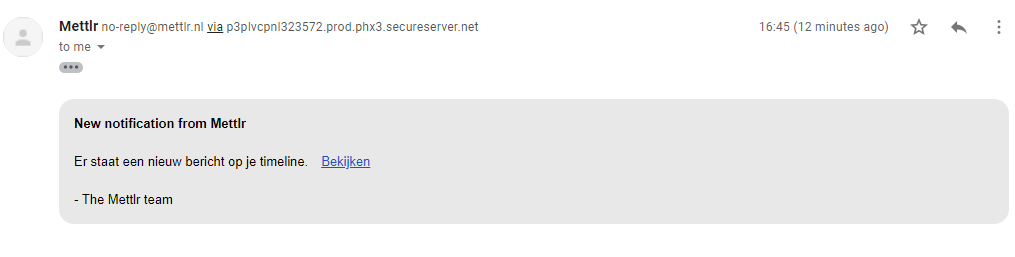 Mettlr no-reply@mettlr.nl via p3plvcpnl323572.prod.phx3.secureserver.net 16:45 (12 minutes ago)
to me
New notification from Mettlr
Er staat een nieuw bericht op je timeline. Bekijken
- The Mettlr team